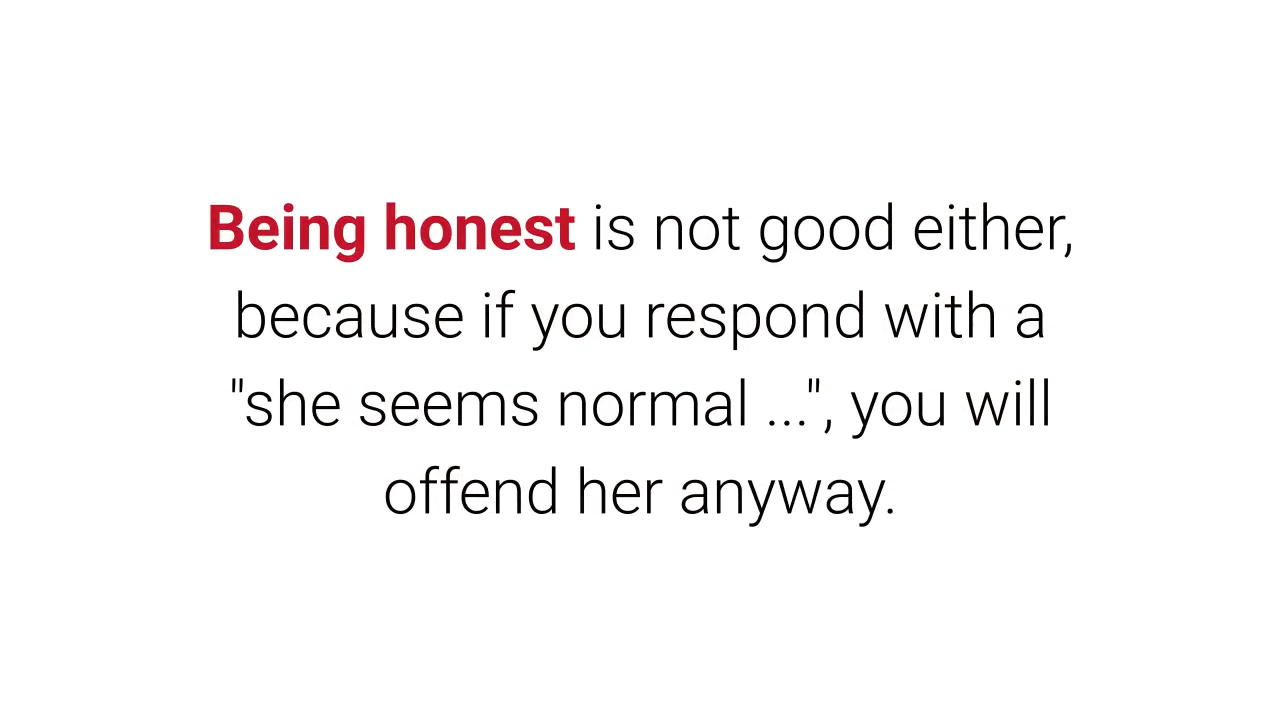 Being honest is not good either,
because if you respond with a
"she seems normal ...", you will
offend her anyway.